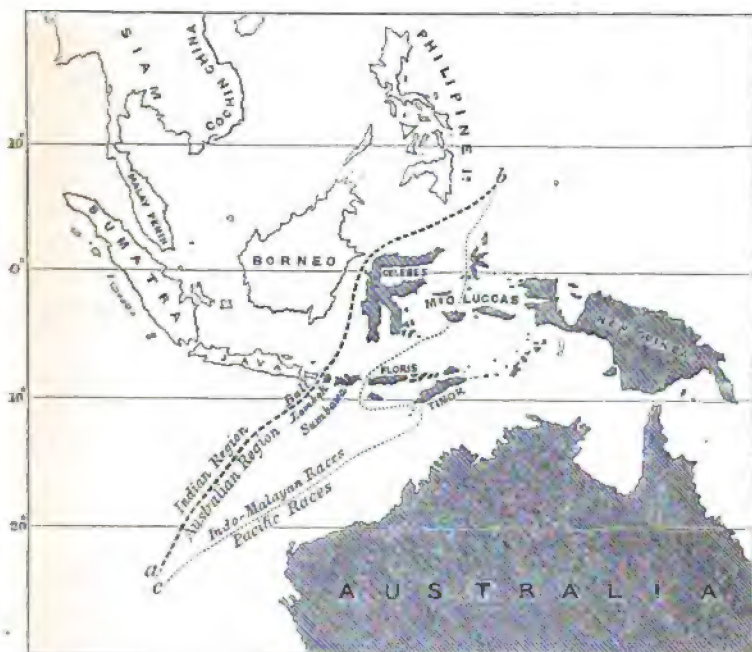 SIAM
COCHIN CHINA
PHILIPINE Is
MALAY PENIN
10°
b
SUMATRA
BORNEO
CELEBES
0°
MoLUCCAS
NEW GUINEA
JAVA
FLORIS
Bali
Lombok
Sumbawa
TIMOR
10°
Indian Region
Australian Region
Indo-Malayan Races
Pacific Races
20°
a
c
AUSTRALIA